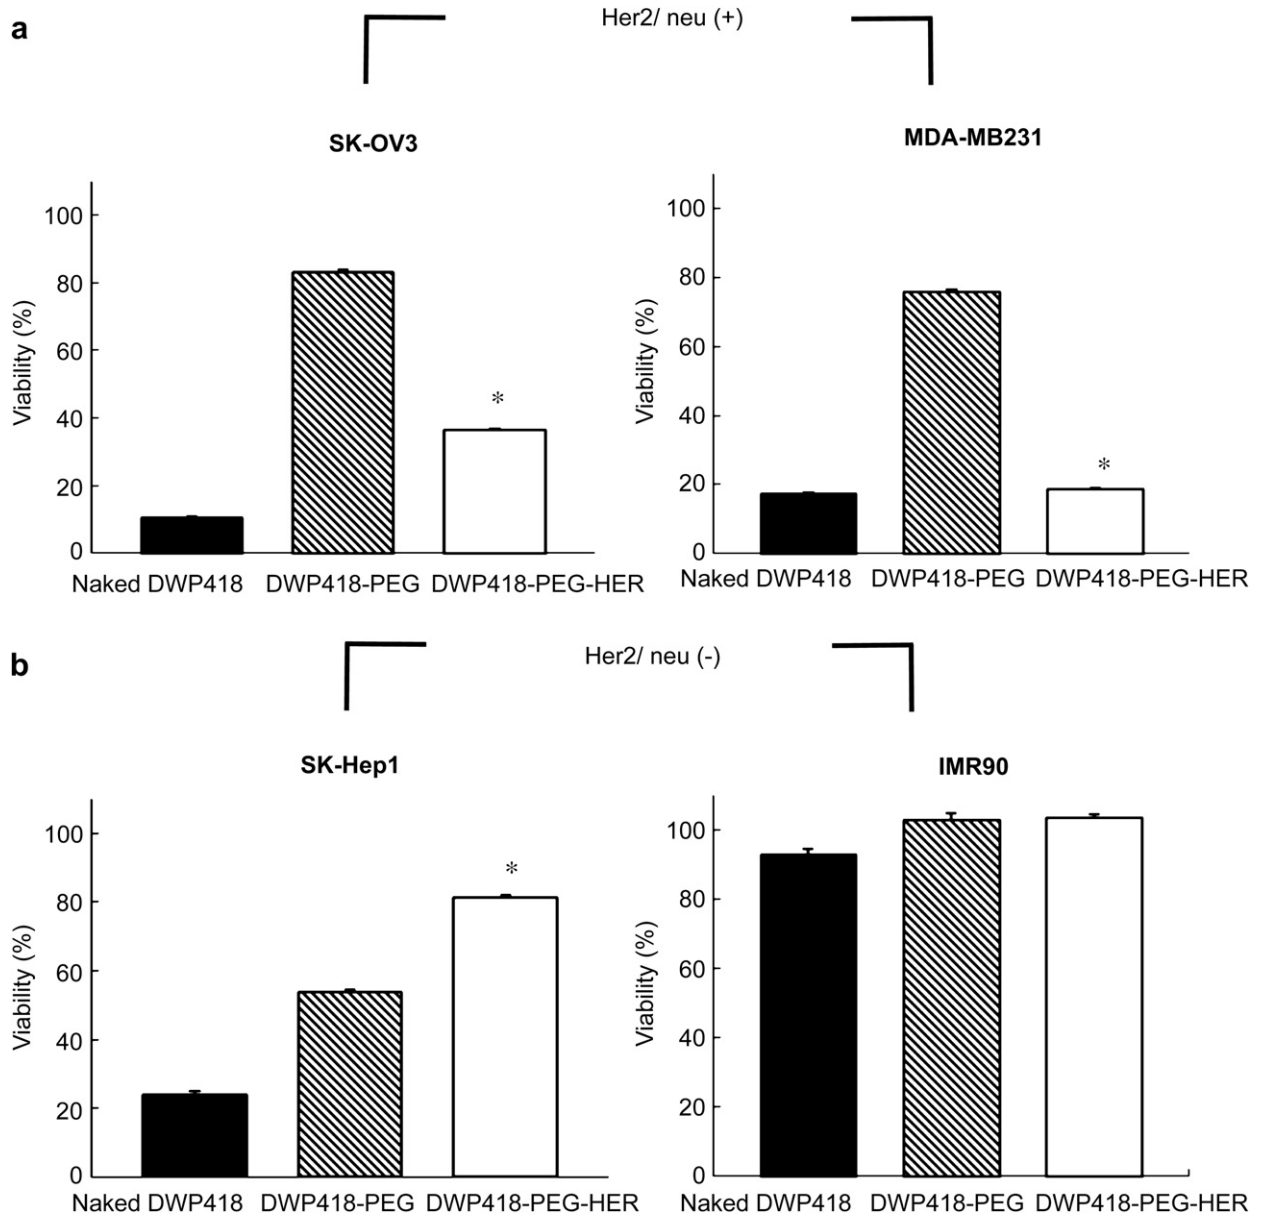 a
Her2/ neu (+)
SK-OV3
Viability (%)
100
80
60
40
20
0
*
Naked DWP418 DWP418-PEG DWP418-PEG-HER
MDA-MB231
Viability (%)
100
80
60
40
20
0
*
Naked DWP418 DWP418-PEG DWP418-PEG-HER
b
Her2/ neu (-)
SK-Hep1
Viability (%)
100
80
60
40
20
0
*
Naked DWP418 DWP418-PEG DWP418-PEG-HER
IMR90
Viability (%)
100
80
60
40
20
0
Naked DWP418 DWP418-PEG DWP418-PEG-HER